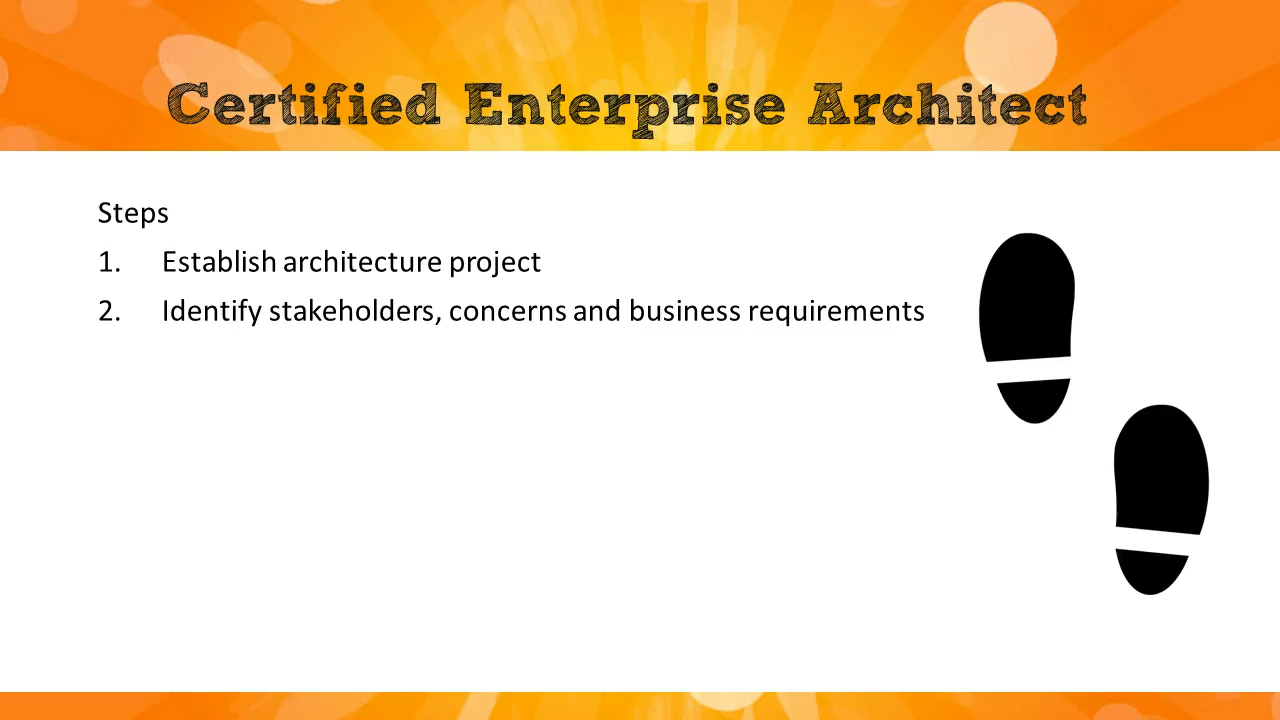 Certified Enterprise Architect
Steps
1. Establish architecture project
2. Identify stakeholders, concerns and business requirements